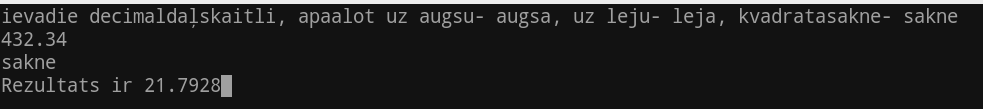 ievadie decimaldaļskaitli, apaalot uz augsu- augsa, uz leju- leja, kvadratasakne- sakne
432.34
sakne
Rezultats ir 21.7928